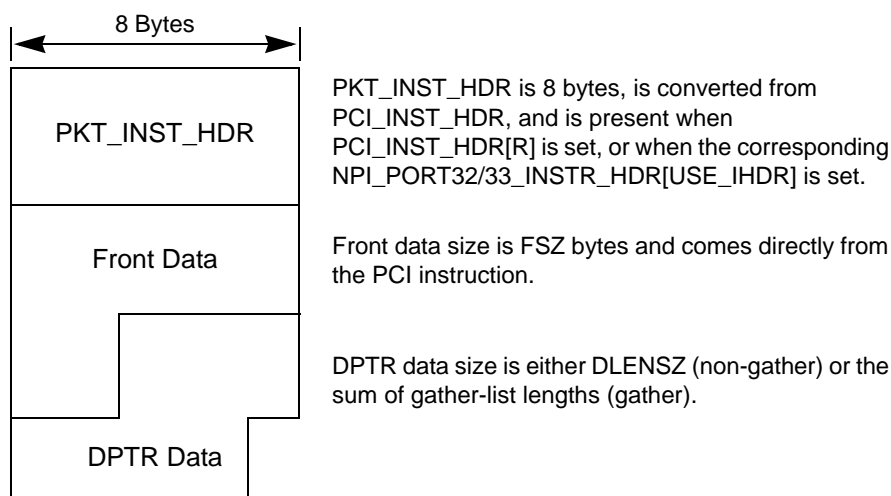 8 Bytes
PKT_INST_HDR
PKT_INST_HDR is 8 bytes, is converted from
PCI_INST_HDR, and is present when
PCI_INST_HDR[R] is set, or when the corresponding
NPI_PORT32/33_INSTR_HDR[USE_IHDR] is set.
Front Data
Front data size is FSZ bytes and comes directly from
the PCI instruction.
DPTR data size is either DLENSZ (non-gather) or the
sum of gather-list lengths (gather).
DPTR Data